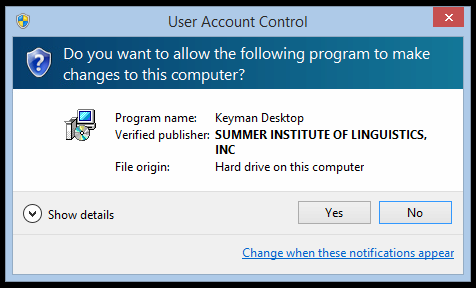 User Account Control
Do you want to allow the following program to make
changes to this computer?
Program name: Keyman Desktop
Verified publisher: SUMMER INSTITUTE OF LINGUISTICS,
INC
File origin: Hard drive on this computer
Show details
Yes
No
Change when these notifications appear